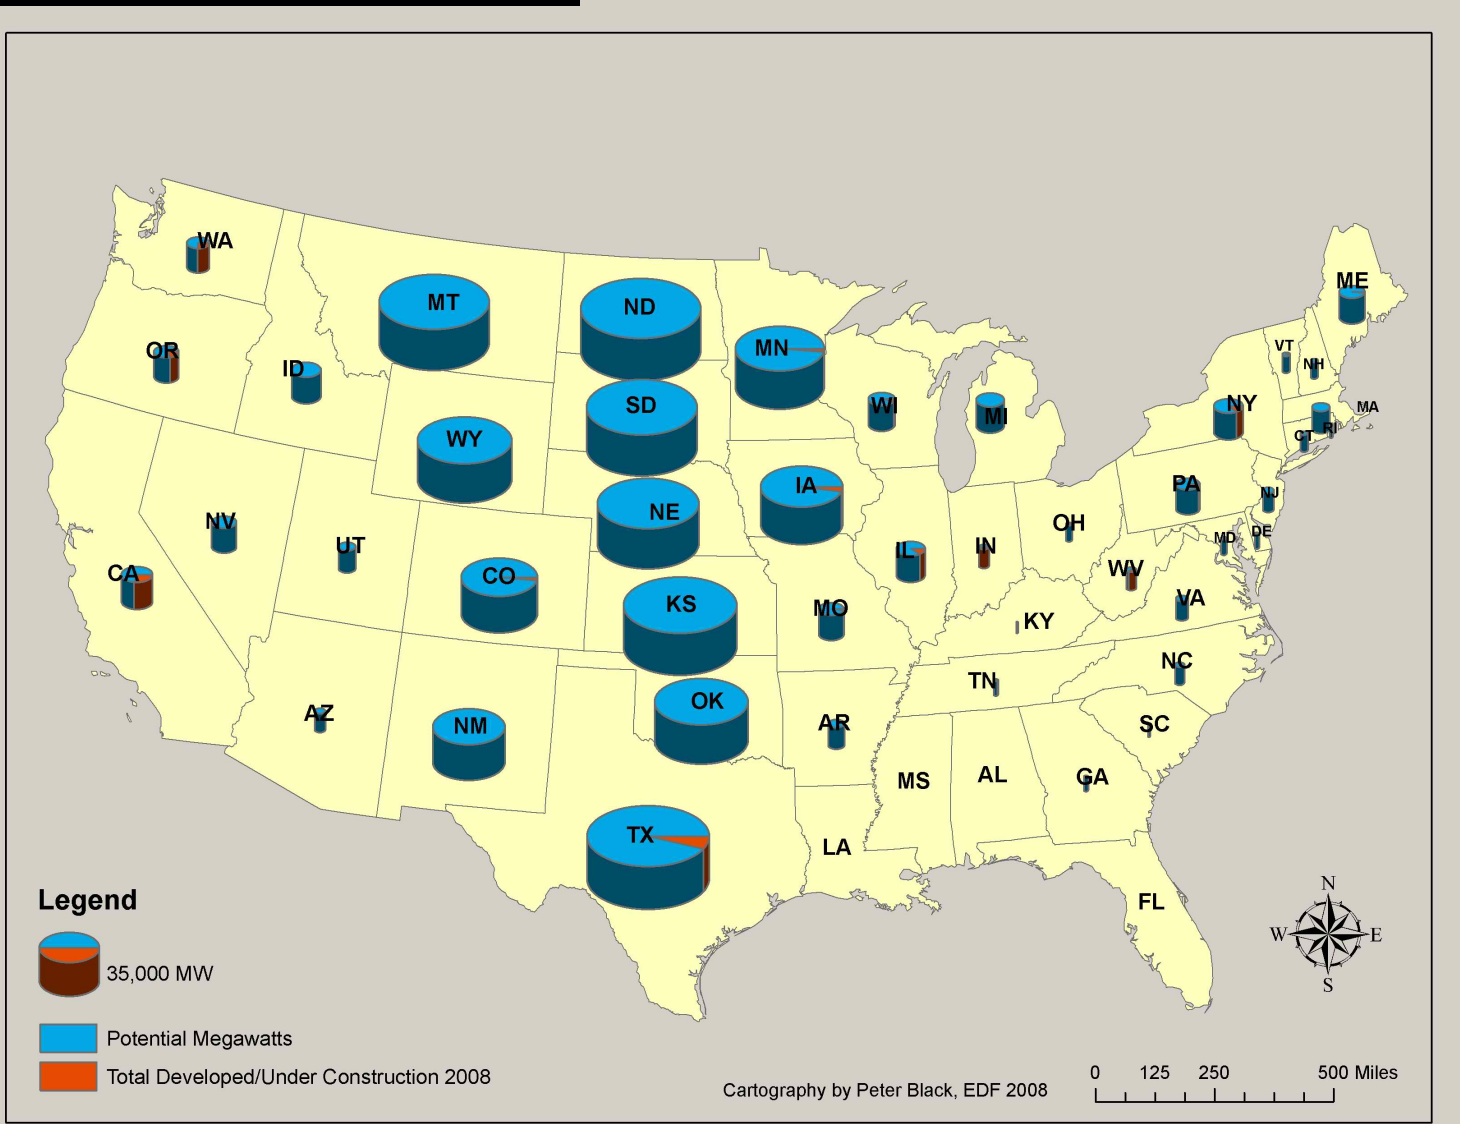 WA
ME
MT
ND
MN
VT
OR
ID
NH
SD
WI
MI
NY
MA
WY
RI
CT
IA
PA
NE
NJ
NV
OH
DE
UT
IN
MD
IL
CA
CO
WV
KS
MO
VA
KY
NC
TN
OK
AZ
NM
AR
SC
MS
AL
GA
TX
LA
Legend
FL
N
W
E
S
35,000 MW
Potential Megawatts
Total Developed/Under Construction 2008
Cartography by Peter Black, EDF 2008
0 125 250 500 Miles